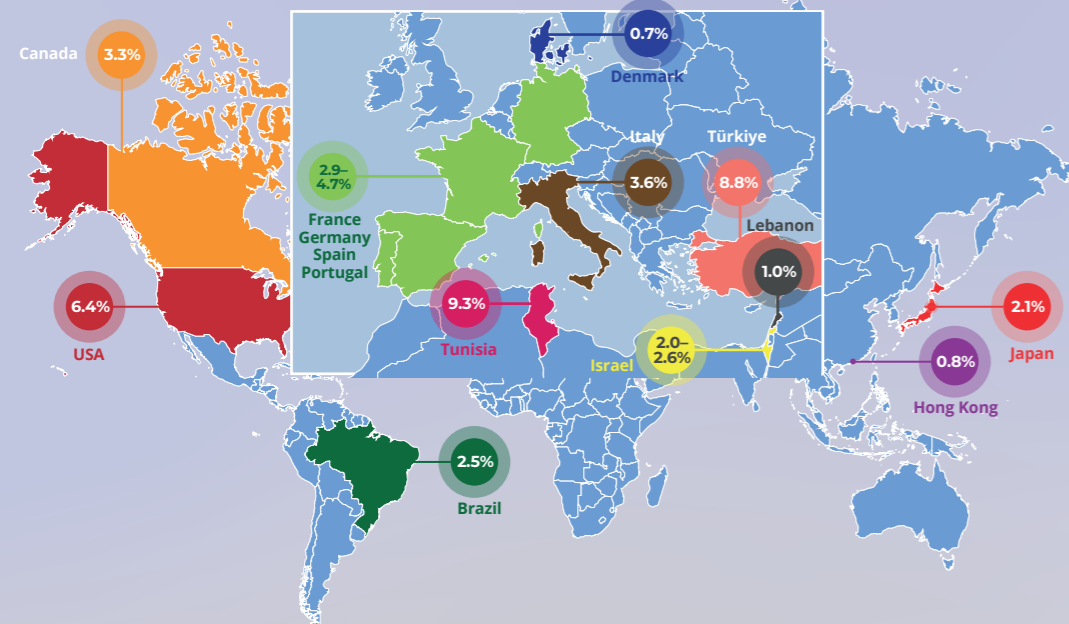 Canada
3.3%
0.7%
Denmark
Italy
3.6%
Türkiye
8.8%
2.9–
4.7%
France
Germany
Spain
Portugal
Lebanon
1.0%
6.4%
USA
9.3%
Tunisia
2.0–
2.6%
Israel
2.1%
Japan
0.8%
Hong Kong
2.5%
Brazil